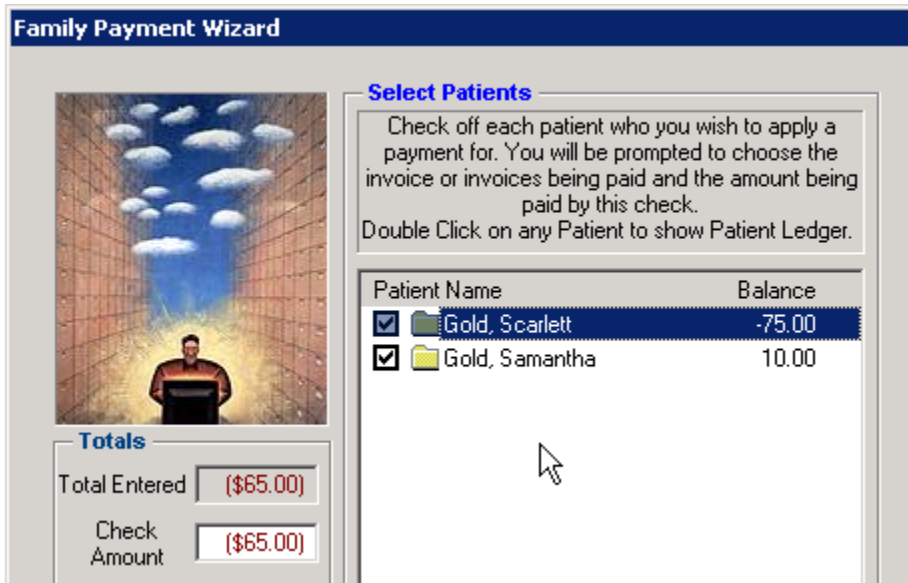 Family Payment Wizard
Select Patients
Check off each patient who you wish to apply a
payment for. You will be prompted to choose the
invoice or invoices being paid and the amount being
paid by this check.
Double Click on any Patient to show Patient Ledger.
Patient Name Balance
Gold, Scarlett -75.00
Gold, Samantha 10.00
Totals
Total Entered ($65.00)
Check
Amount ($65.00)